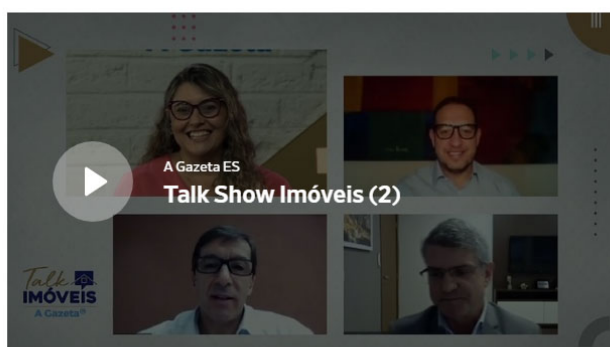 A Gazeta ES
Talk Show Imóveis (2)
Talk
IMÓVEIS
A Gazeta®